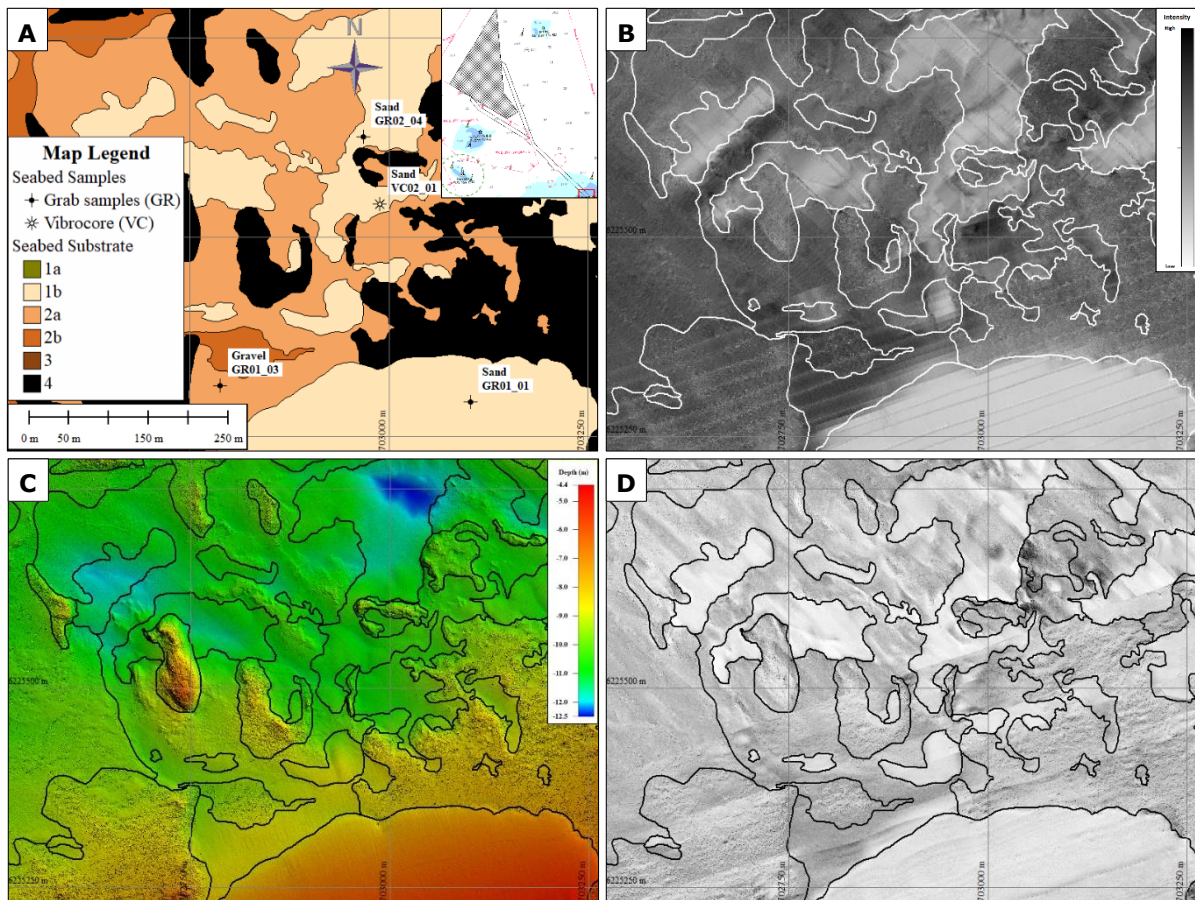 A
N
Sand
GR02_04
Sand
VC02_01
Map Legend
Seabed Samples
Grab samples (GR)
Vibrocore (VC)
Seabed Substrate
1a
1b
2a
2b
3
4
Gravel
GR01_03
Sand
GR01_01
0 m 50 m 150 m 250 m
703000 m
703250 m
B
Intensity
High
Low
6225500 m
6225250 m
702750 m
703000 m
703250 m
C
Depth (m)
-4.4
-5.0
-6.0
-7.0
-8.0
-9.0
-10.0
-11.0
-12.0
-12.5
6225500 m
6225250 m
703000 m
703250 m
D
6225500 m
6225250 m
702750 m
703000 m
703250 m